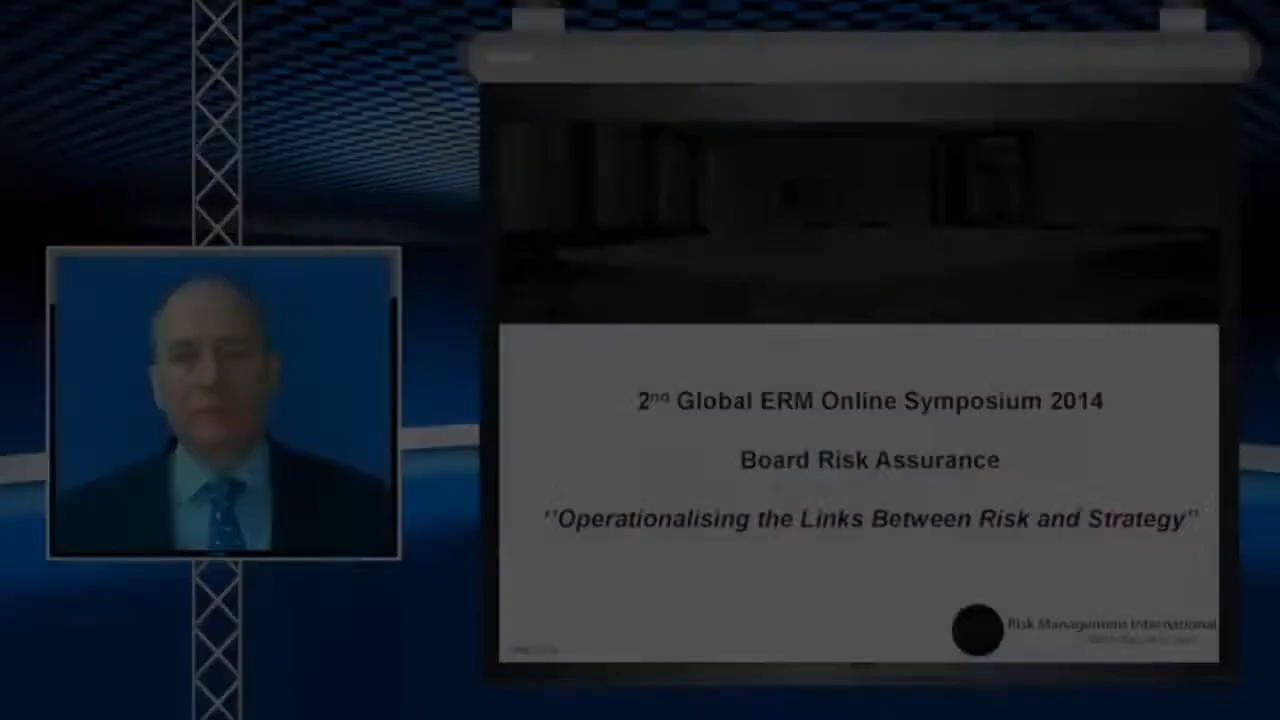 2nd Global ERM Online Symposium 2014
Board Risk Assurance
"Operationalising the Links Between Risk and Strategy"
Risk Management International